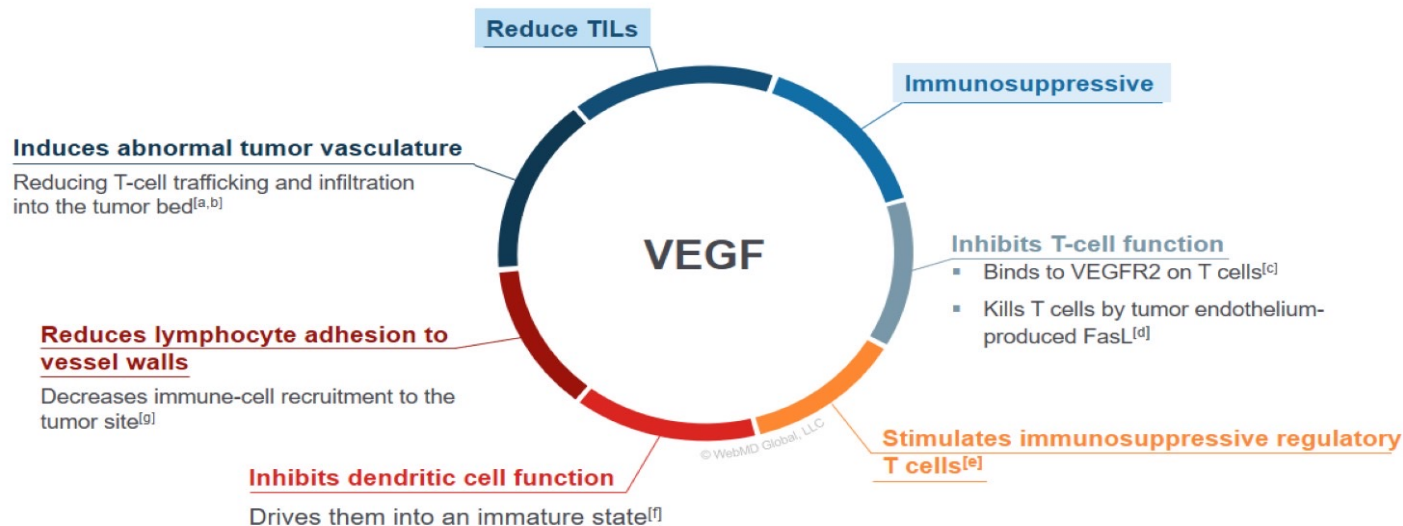 Reduce TILs
Immunosuppressive
Induces abnormal tumor vasculature
Reducing T-cell trafficking and infiltration
into the tumor bed[a,b]
VEGF
Inhibits T-cell function
▪ Binds to VEGFR2 on T cells[c]
▪ Kills T cells by tumor endothelium-
produced FasL[d]
Reduces lymphocyte adhesion to
vessel walls
Decreases immune-cell recruitment to the
tumor site[g]
© WebMD Global, LLC
Stimulates immunosuppressive regulatory
T cells[e]
Inhibits dendritic cell function
Drives them into an immature state[f]